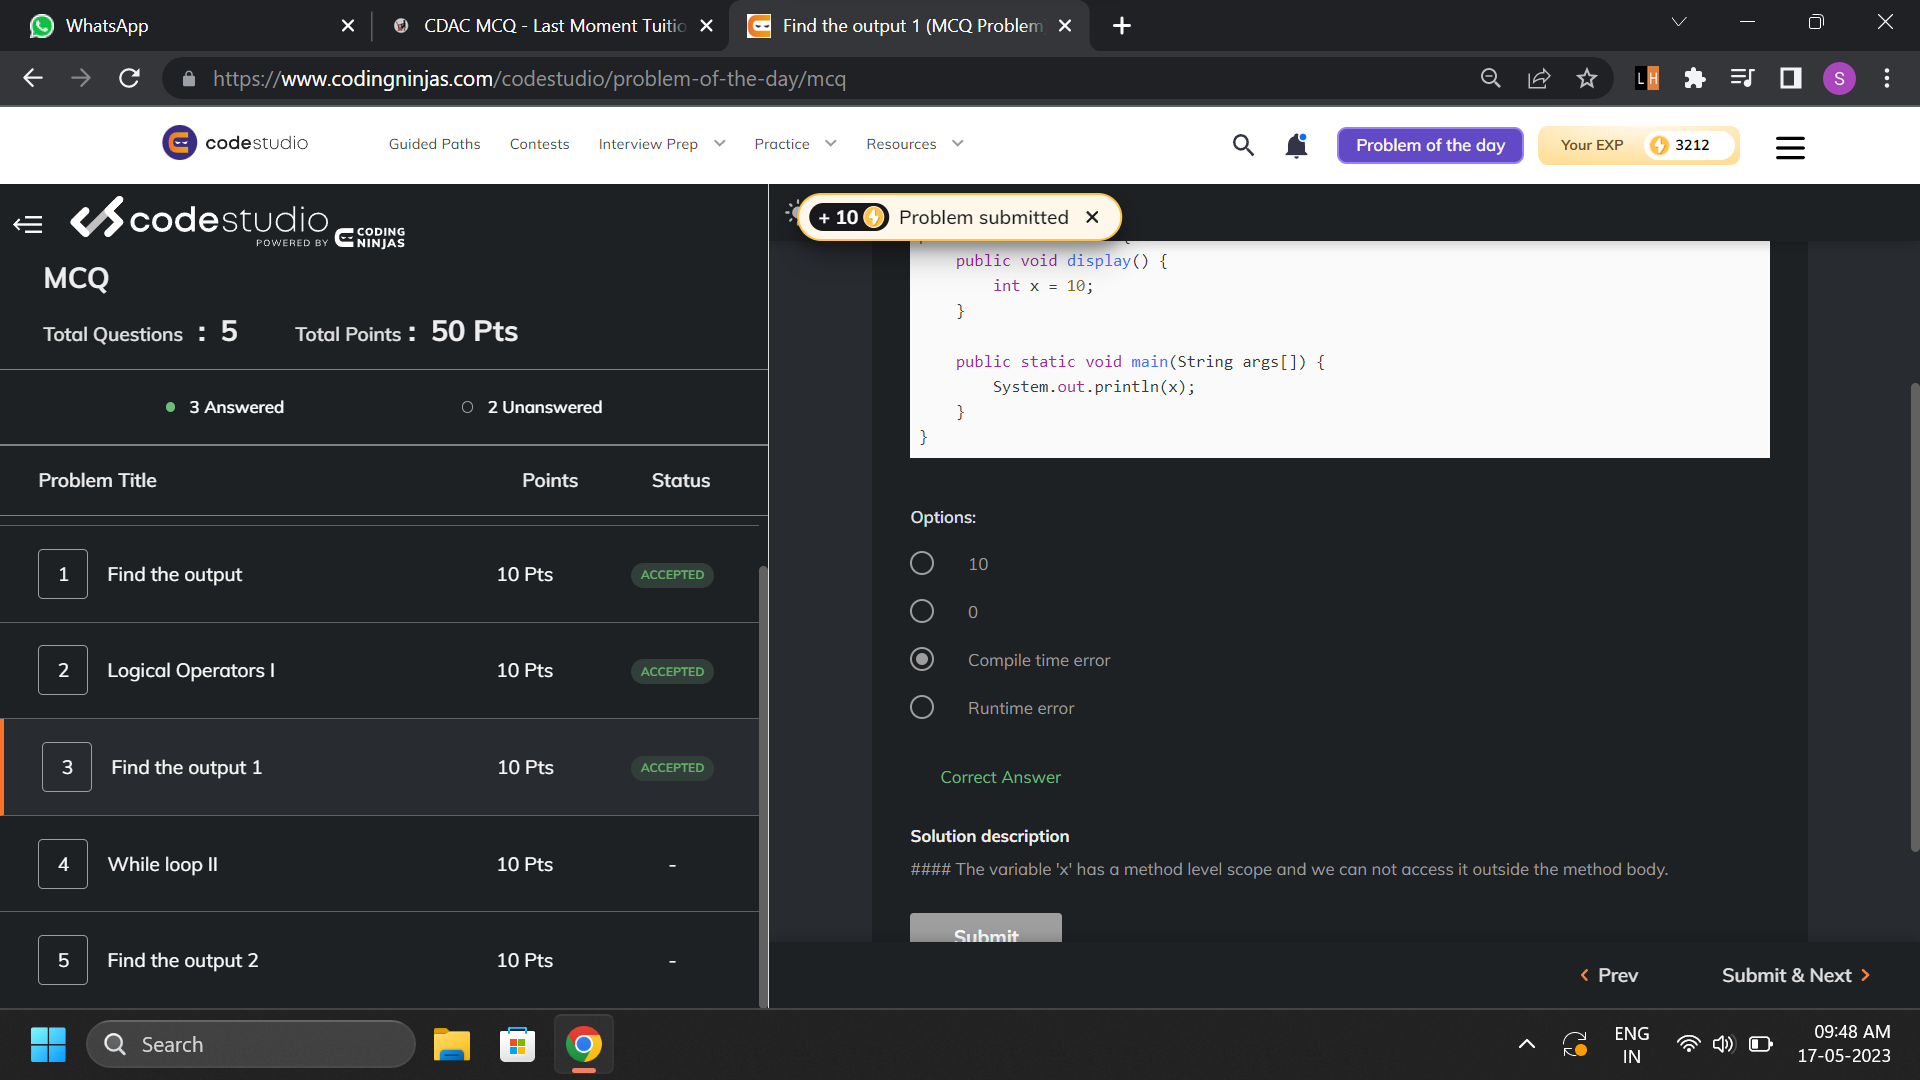 WhatsApp
CDAC MCQ - Last Moment Tuitio
Find the output 1 (MCQ Problem
https://www.codingninjas.com/codestudio/problem-of-the-day/mcq
LH
S
codestudio
Guided Paths
Contests
Interview Prep
Practice
Resources
Problem of the day
Your EXP
3212
codestudio
POWERED BY CODING NINJAS
MCQ
Total Questions : 5
Total Points : 50 Pts
3 Answered
2 Unanswered
Problem Title
Points
Status
1
Find the output
10 Pts
ACCEPTED
2
Logical Operators I
10 Pts
ACCEPTED
3
Find the output 1
10 Pts
ACCEPTED
4
While loop II
10 Pts
-
5
Find the output 2
10 Pts
-
+ 10
Problem submitted
public void display() {
int x = 10;
}
public static void main(String args[]) {
System.out.println(x);
}
}
Options:
10
0
Compile time error
Runtime error
Correct Answer
Solution description
#### The variable 'x' has a method level scope and we can not access it outside the method body.
Submit
Prev
Submit & Next
Search
ENG
IN
09:48 AM
17-05-2023